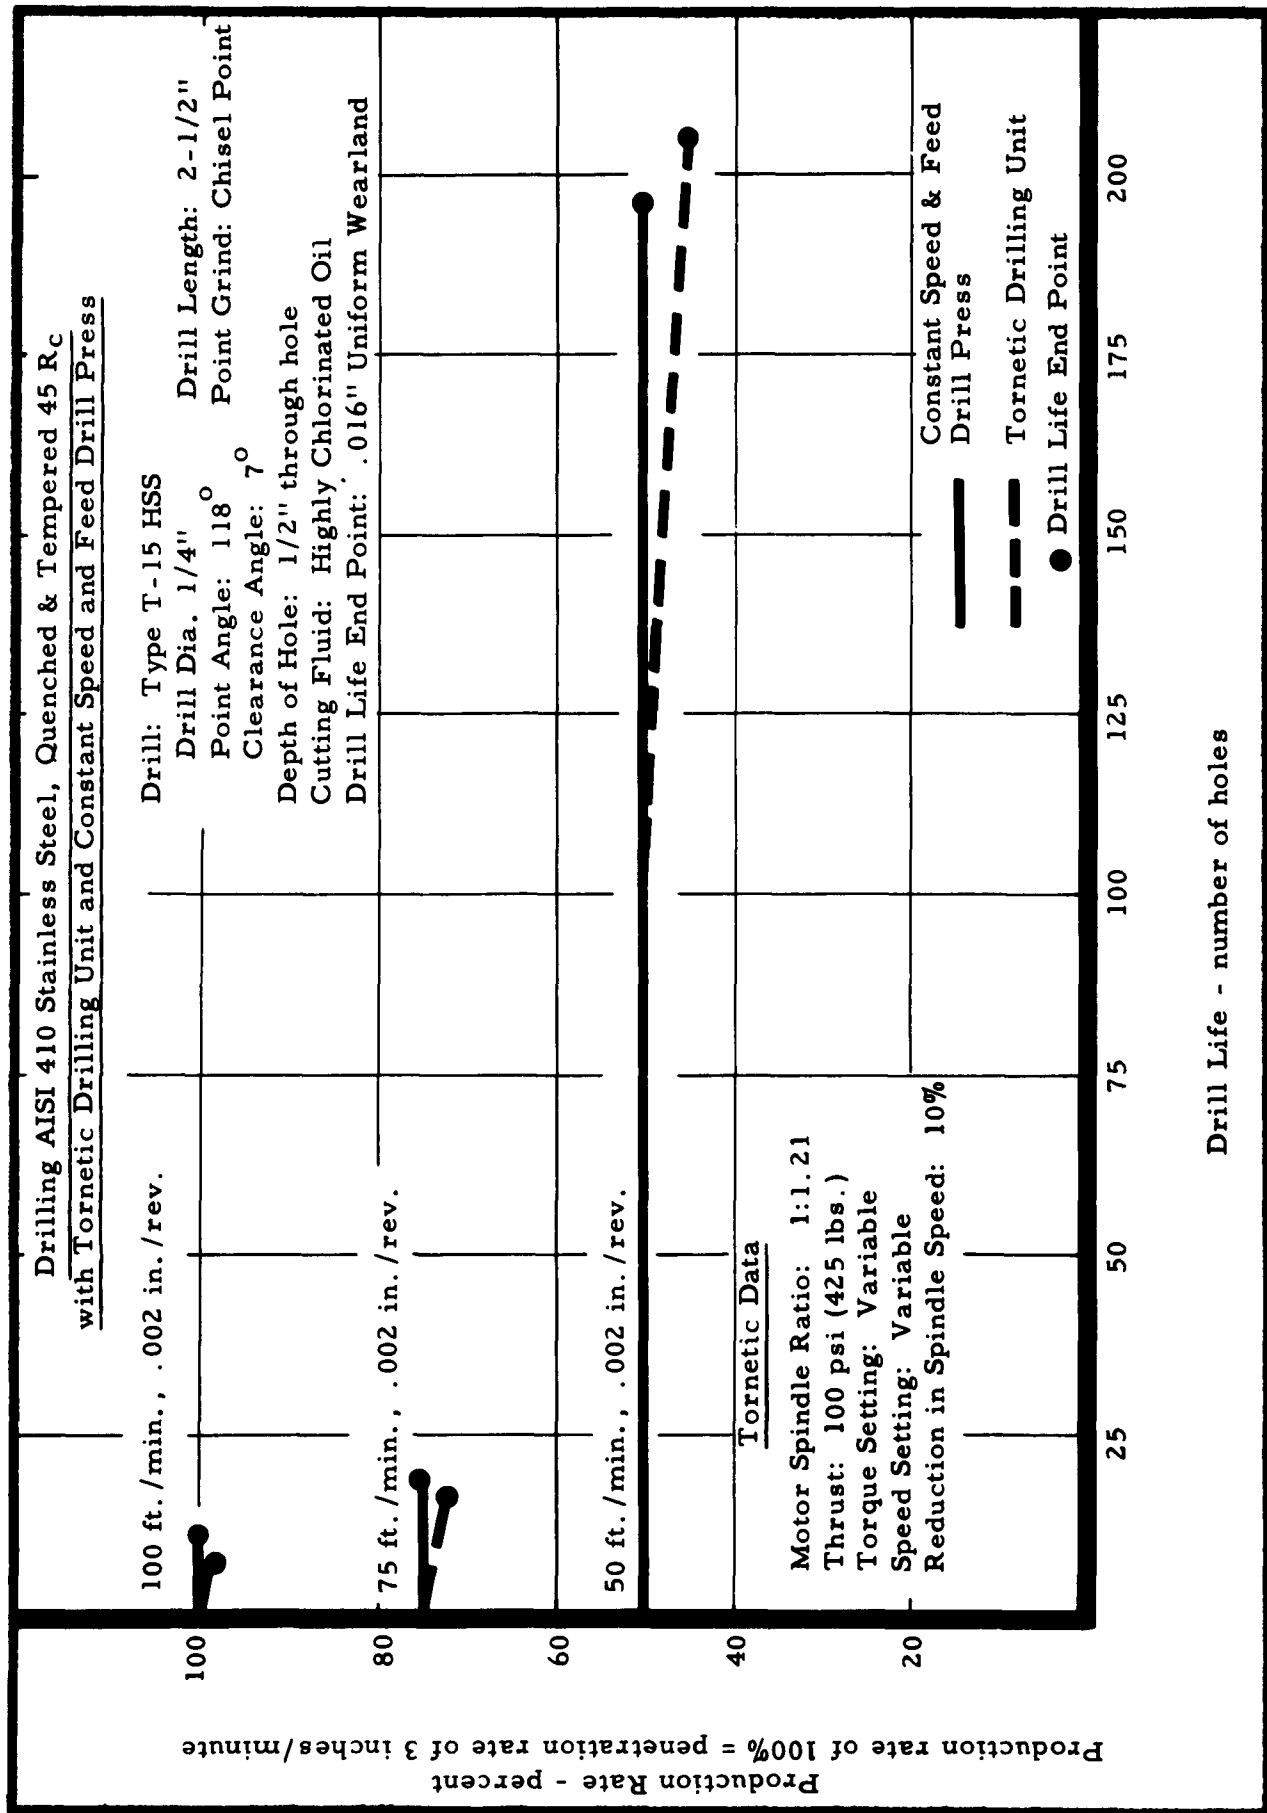 Drilling AISI 410 Stainless Steel, Quenched & Tempered 45 Rc
with Tornetic Drilling Unit and Constant Speed and Feed Drill Press
Drill: Type T-15 HSS
Drill Dia. 1/4"
Drill Length: 2-1/2"
Point Angle: 118°
Point Grind: Chisel Point
Clearance Angle: 7°
Depth of Hole: 1/2" through hole
Cutting Fluid: Highly Chlorinated Oil
Drill Life End Point: .016" Uniform Wearland
100 ft./min., .002 in./rev.
75 ft./min., .002 in./rev.
50 ft./min., .002 in./rev.
Tornetic Data
Motor Spindle Ratio: 1:1.21
Thrust: 100 psi (425 lbs.)
Torque Setting: Variable
Speed Setting: Variable
Reduction in Spindle Speed: 10%
Constant Speed & Feed
Drill Press
Tornetic Drilling Unit
Drill Life End Point
100
80
60
40
20
25
50
75
100
125
150
175
200
Drill Life - number of holes
Production Rate - percent
Production rate of 100% = penetration rate of 3 inches/minute